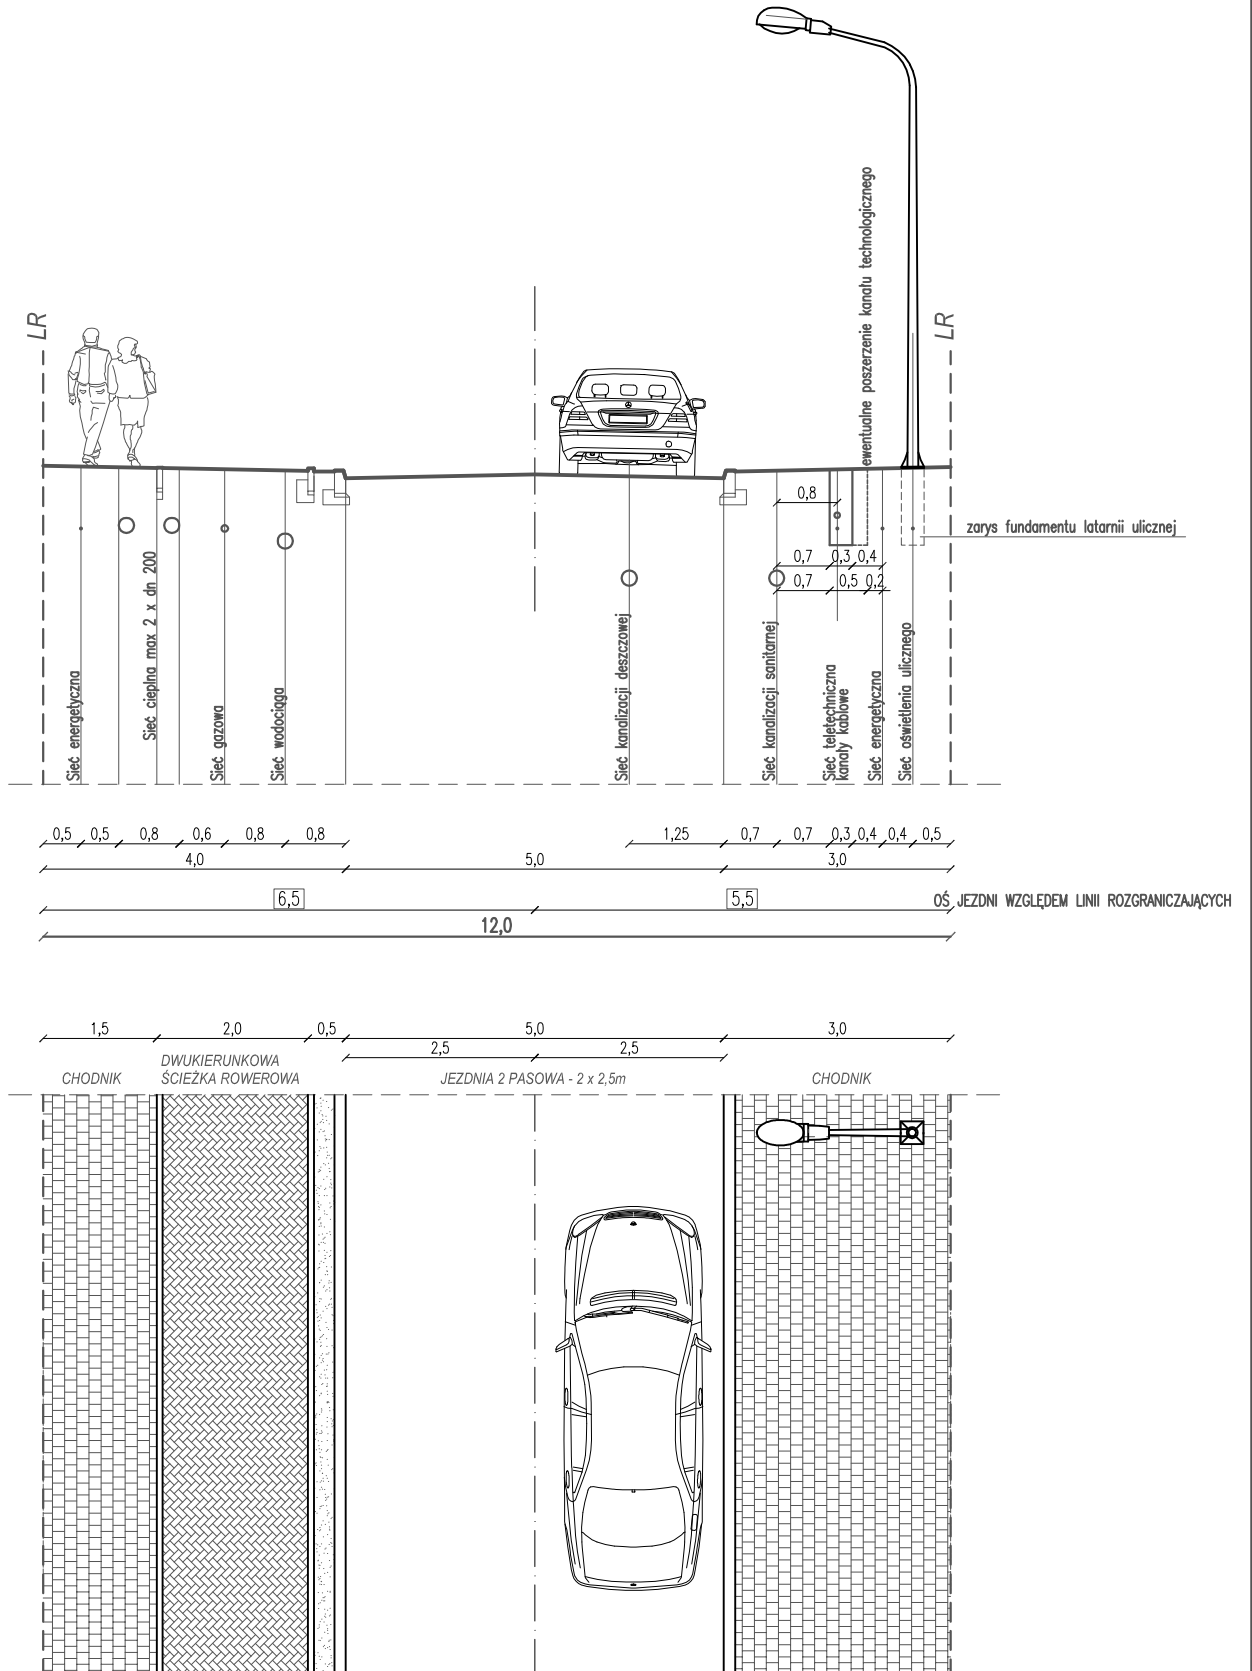 ewentualne poszerzenie kanału technologicznego
LR
LR
0,8
zarys fundamentu latarnii ulicznej
0,7 0,3 0,4
0,7 0,5 0,2
Sieć energetyczna
Sieć cieplna max 2 x dn 200
Sieć gazowa
Sieć wodociąga
Sieć kanalizacji deszczowej
Sieć kanalizacji sanitarnej
Sieć teletechniczna
kanały kablowe
Sieć energetyczna
Sieć oświetlenia ulicznego
0,5 0,5 0,8 0,6 0,8 0,8 1,25 0,7 0,7 0,3 0,4 0,4 0,5
4,0 5,0 3,0
6,5 5,5 OŚ JEZDNI WZGLĘDEM LINII ROZGRANICZAJĄCYCH
12,0
1,5 2,0 0,5 5,0 3,0
2,5 2,5
DWUKIERUNKOWA
CHODNIK ŚCIEŻKA ROWEROWA JEZDNIA 2 PASOWA - 2 x 2,5m CHODNIK